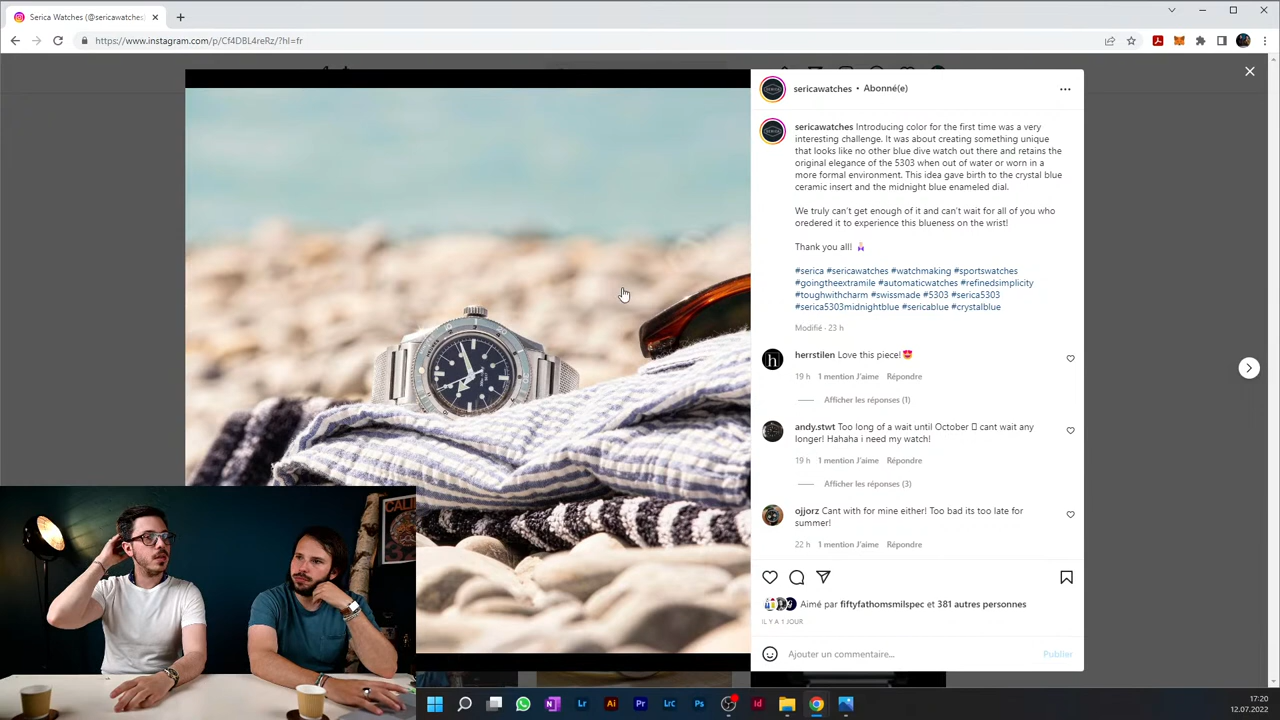 Serica Watches (@sericawatches)
https://www.instagram.com/p/Cf4DBL4reRz/?hl=fr
sericawatches • Abonné(e)
sericawatches Introducing color for the first time was a very
interesting challenge. It was about creating something unique
that looks like no other blue dive watch out there and retains the
original elegance of the 5303 when out of water or worn in a
more formal environment. This idea gave birth to the crystal blue
ceramic insert and the midnight blue enameled dial.
We truly can't get enough of it and can't wait for all of you who
oredered it to experience this blueness on the wrist!
Thank you all!
#serica #sericawatches #watchmaking #sportswatches
#goingtheextramile #automaticwatches #refinedsimplicity
#toughwithcharm #swissmade #5303 #serica5303
#serica5303midnightblue #sericablue #crystalblue
Modifié · 23 h
herrstilen Love this piece!😍
19 h 1 mention J'aime Répondre
Afficher les réponses (1)
andy.stwt Too long of a wait until October cant wait any
longer! Hahaha i need my watch!
19 h 1 mention J'aime Répondre
Afficher les réponses (3)
ojjorz Cant with for mine either! Too bad its too late for
summer!
22 h 1 mention J'aime Répondre
Aimé par fiftyfathomsmilspec et 381 autres personnes
IL Y A 1 JOUR
Ajouter un commentaire...
Publier
CALI
Lr
Ai
Pr
Lrc
Ps
Id
17:20
12.07.2022